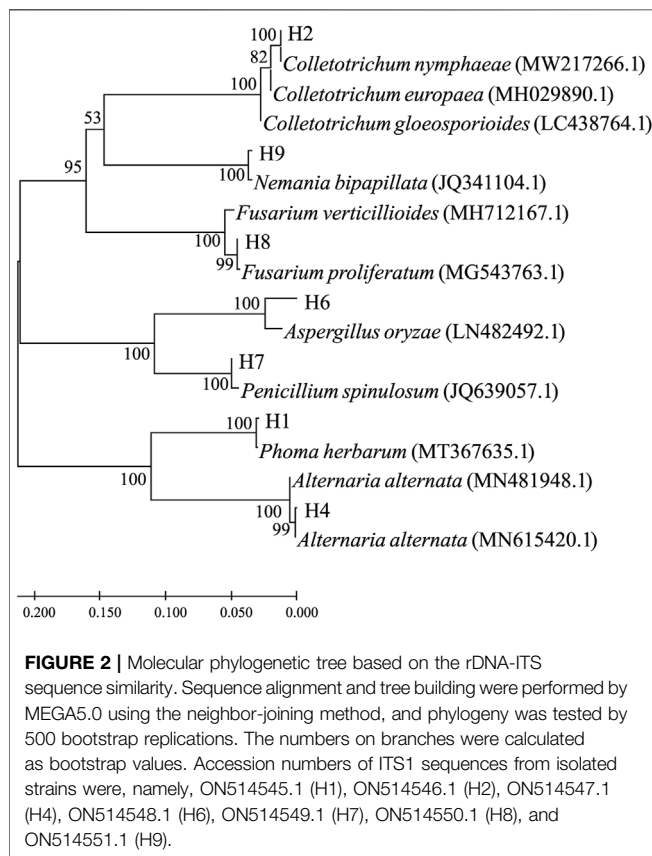 100 H2
82
Colletotrichum nymphaeae (MW217266.1)
100
Colletotrichum europaea (MH029890.1)
53
Colletotrichum gloeosporioides (LC438764.1)
95
H9
100
Nemania bipapillata (JQ341104.1)
Fusarium verticillioides (MH712167.1)
100
H8
99
Fusarium proliferatum (MG543763.1)
100
H6
Aspergillus oryzae (LN482492.1)
100
H7
100
Penicillium spinulosum (JQ639057.1)
100 H1
Phoma herbarum (MT367635.1)
100
Alternaria alternata (MN481948.1)
100
H4
99
Alternaria alternata (MN615420.1)
0.200 0.150 0.100 0.050 0.000
FIGURE 2 | Molecular phylogenetic tree based on the rDNA-ITS
sequence similarity. Sequence alignment and tree building were performed by
MEGA5.0 using the neighbor-joining method, and phylogeny was tested by
500 bootstrap replications. The numbers on branches were calculated
as bootstrap values. Accession numbers of ITS1 sequences from isolated
strains were, namely, ON514545.1 (H1), ON514546.1 (H2), ON514547.1
(H4), ON514548.1 (H6), ON514549.1 (H7), ON514550.1 (H8), and
ON514551.1 (H9).